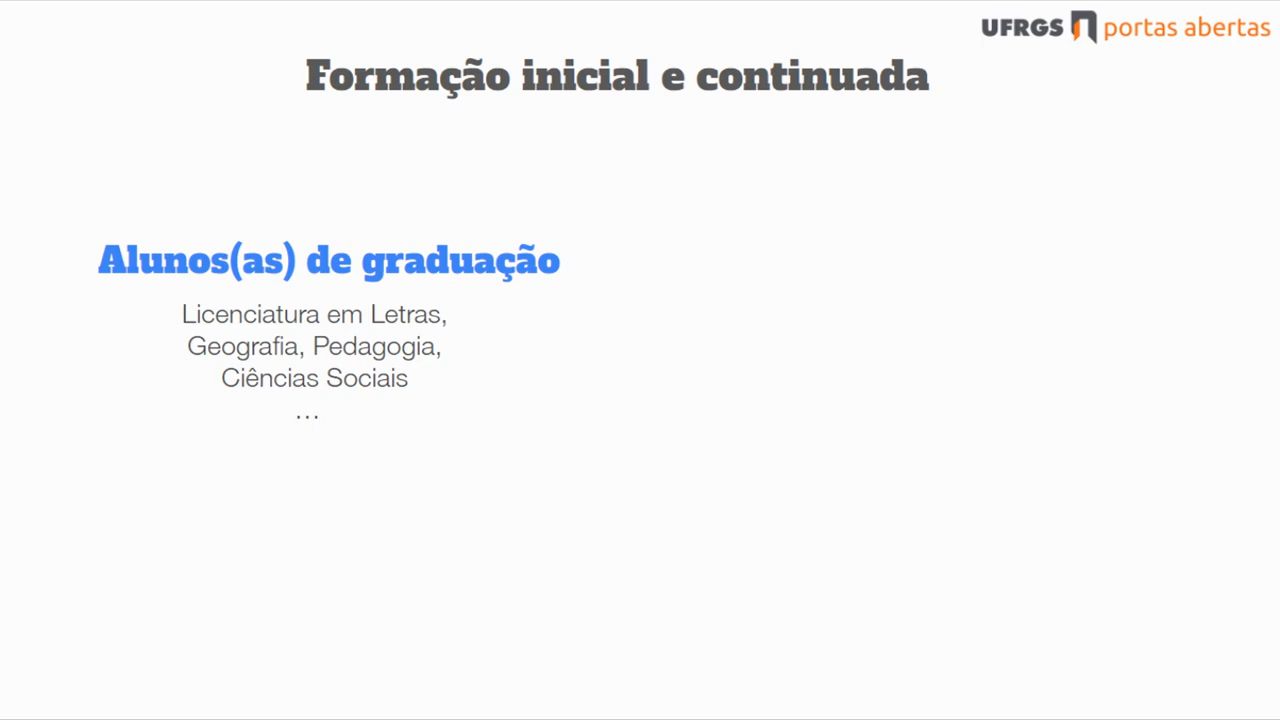 UFRGS portas abertas
Formação inicial e continuada
Alunos(as) de graduação
Licenciatura em Letras,
Geografia, Pedagogia,
Ciências Sociais
...